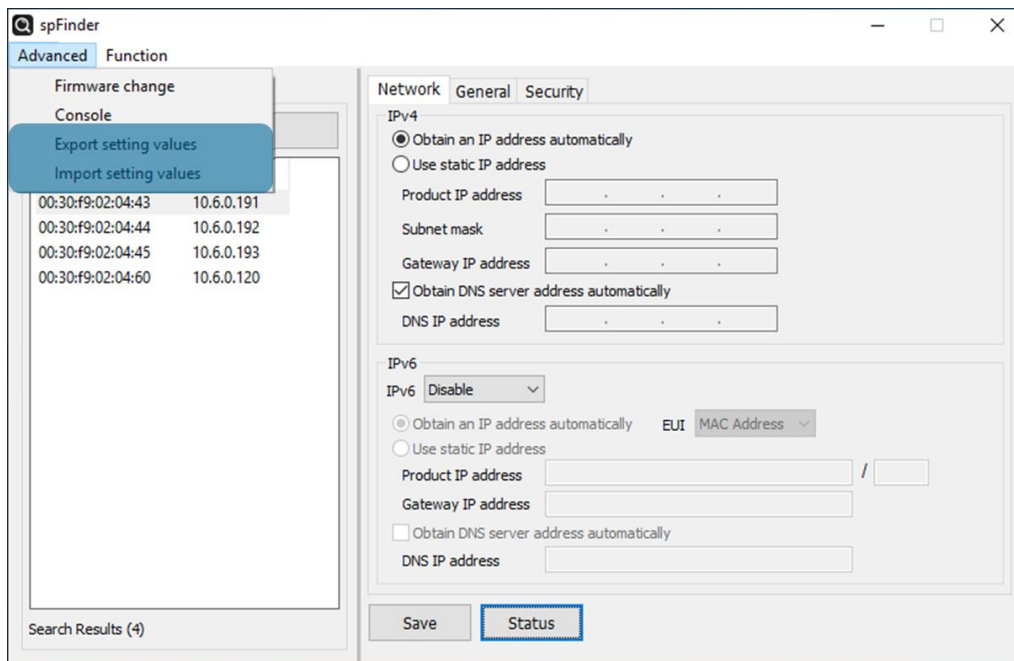 spFinder
Advanced Function
Firmware change
Console
Export setting values
Import setting values
00:30:f9:02:04:43 10.6.0.191
00:30:f9:02:04:44 10.6.0.192
00:30:f9:02:04:45 10.6.0.193
00:30:f9:02:04:60 10.6.0.120
Search Results (4)
Network General Security
IPv4
Obtain an IP address automatically
Use static IP address
Product IP address . . .
Subnet mask . . .
Gateway IP address . . .
Obtain DNS server address automatically
DNS IP address . . .
IPv6
IPv6 Disable
Obtain an IP address automatically EUI MAC Address
Use static IP address
Product IP address /
Gateway IP address
Obtain DNS server address automatically
DNS IP address
Save Status